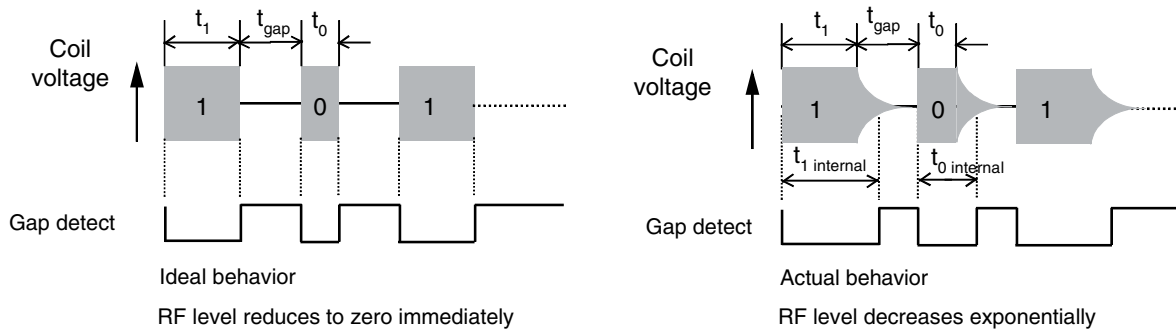 t1
tgap
t0
Coil
voltage
1
0
1
Gap detect
Ideal behavior
RF level reduces to zero immediately
t1
tgap
t0
Coil
voltage
1
0
1
t1 internal
t0 internal
Gap detect
Actual behavior
RF level decreases exponentially